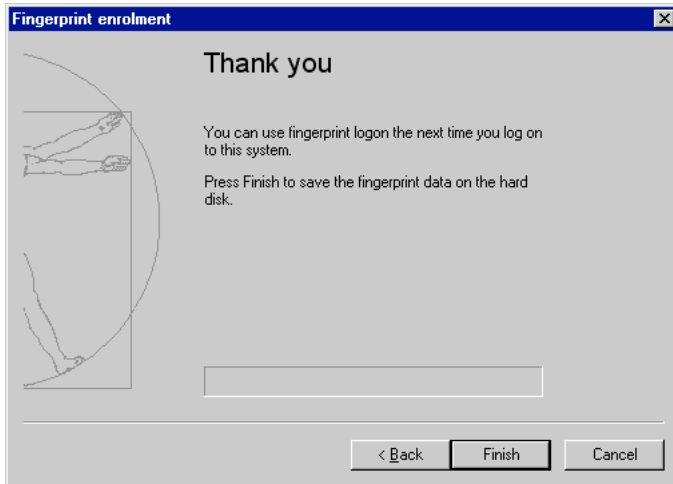 Fingerprint enrolment
Thank you
You can use fingerprint logon the next time you log on
to this system.
Press Finish to save the fingerprint data on the hard
disk.
< Back
Finish
Cancel